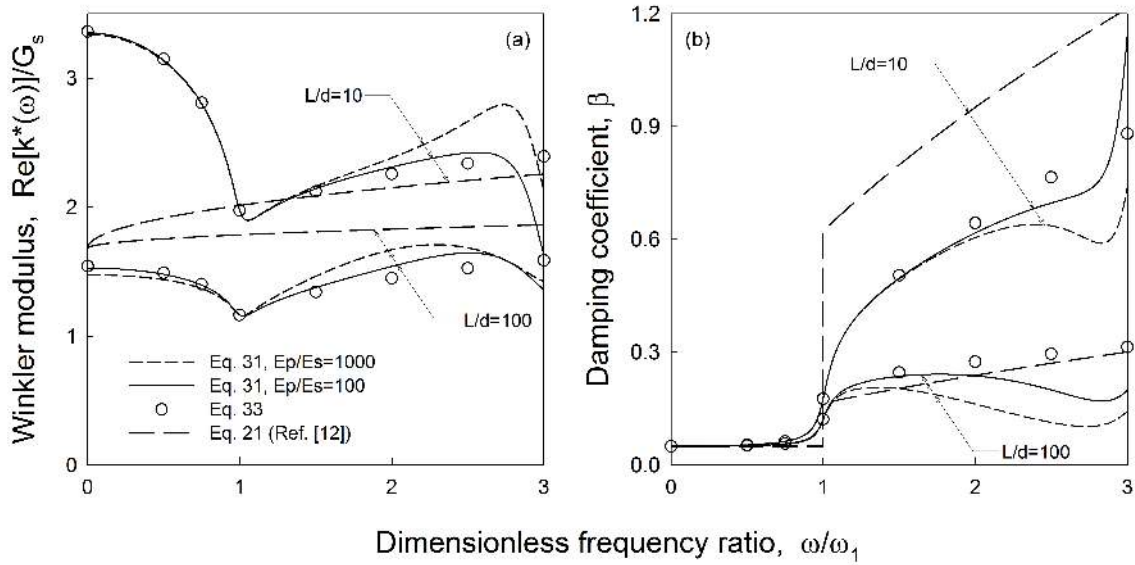 Winkler modulus, Re[k*(ω)]/Gs
3
2
1
0
0
1
2
3
(a)
L/d=10
L/d=100
Eq. 31, Ep/Es=1000
Eq. 31, Ep/Es=100
Eq. 33
Eq. 21 (Ref. [12])
Damping coefficient, β
1.2
0.9
0.6
0.3
0.0
0
1
2
3
(b)
L/d=10
L/d=100
Dimensionless frequency ratio, ω/ω1